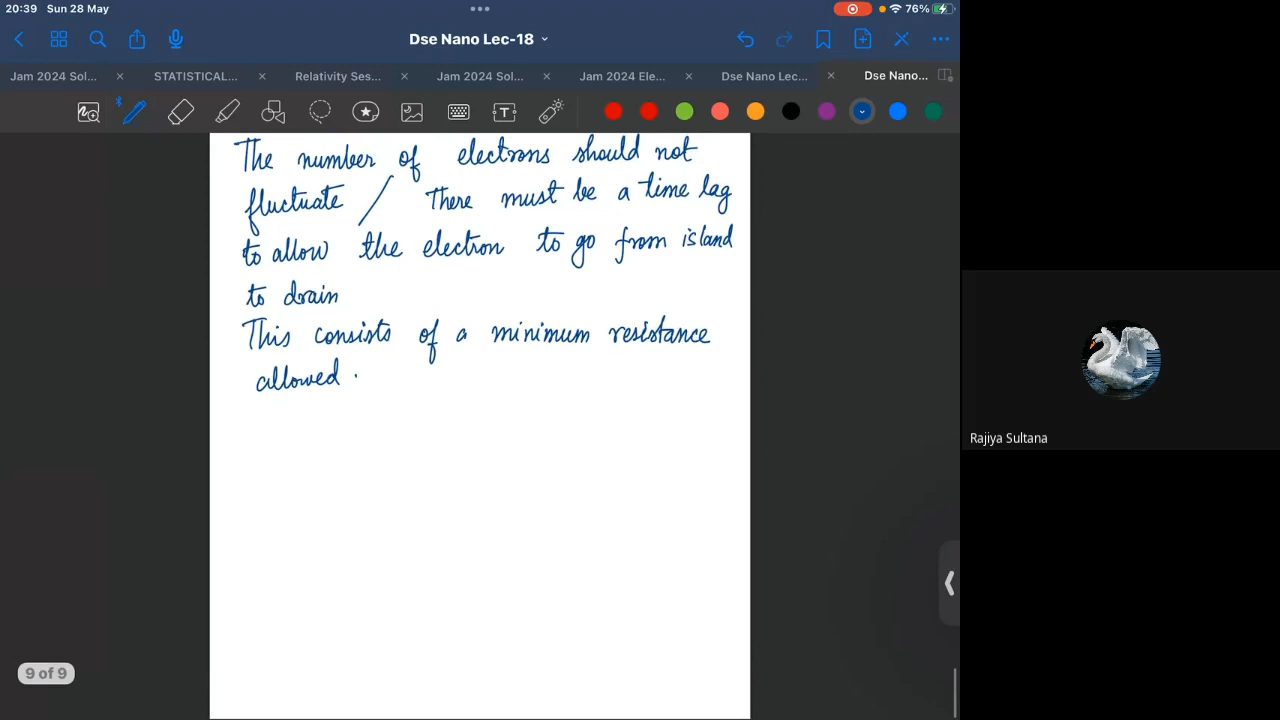 20:39 Sun 28 May
76%
Dse Nano Lec-18
Jam 2024 Sol...
STATISTICAL...
Relativity Ses...
Jam 2024 Sol...
Jam 2024 Ele...
Dse Nano Lec...
Dse Nano...
The number of electrons should not
fluctuate / There must be a time lag
to allow the electron to go from island
to drain
This consists of a minimum resistance
allowed.
9 of 9
Rajiya Sultana